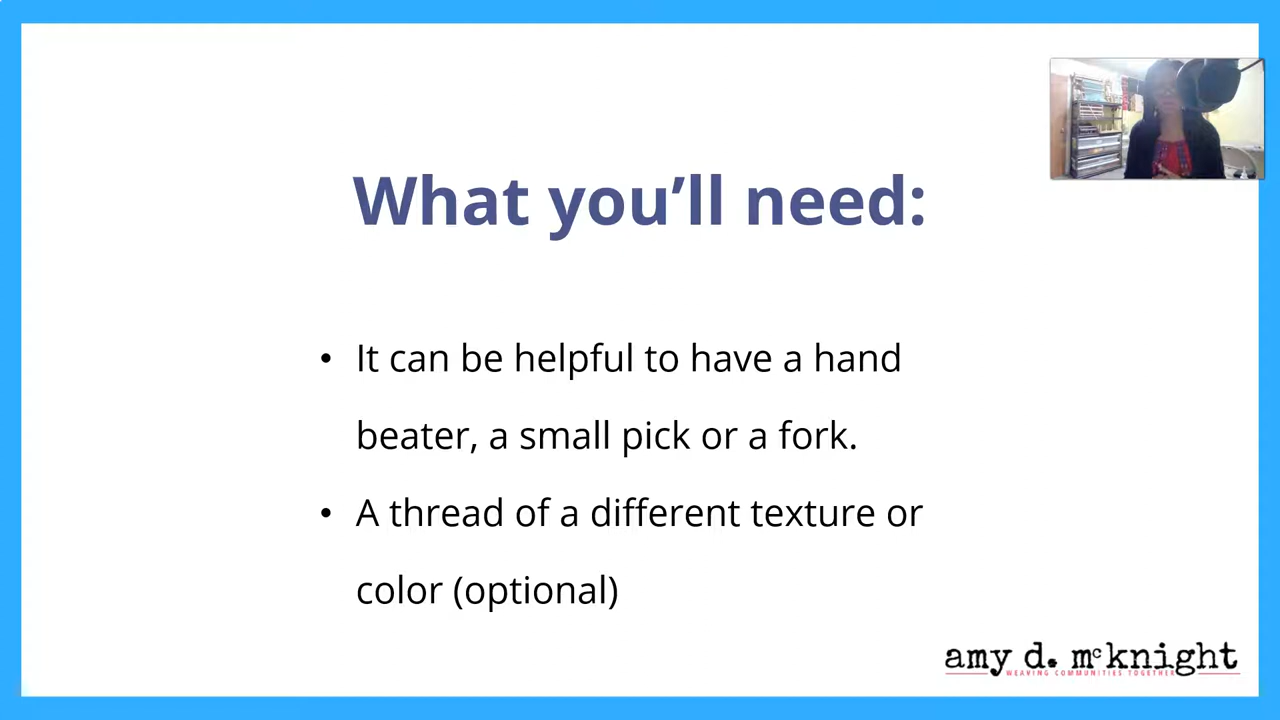 What you’ll need:
• It can be helpful to have a hand
beater, a small pick or a fork.
• A thread of a different texture or
color (optional)
amy d. mcknight
WEAVING COMMUNITIES TOGETHER